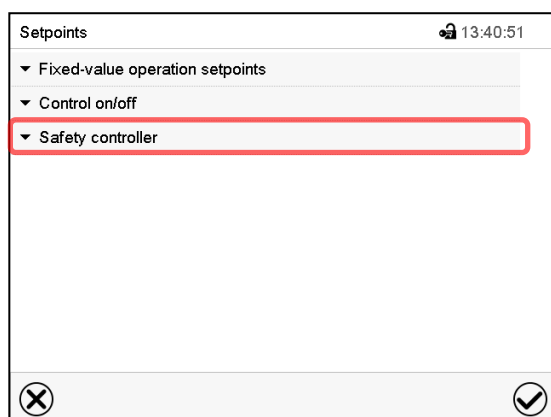 Setpoints 13:40:51
Fixed-value operation setpoints
Control on/off
Safety controller